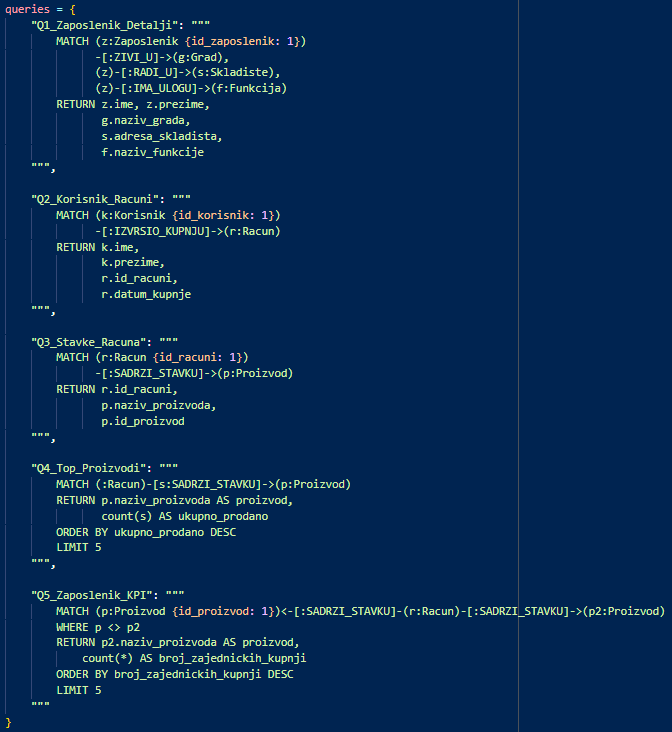 queries = {
    "Q1_Zaposlenik_Detalji": """
        MATCH (z:Zaposlenik {id_zaposlenik: 1})
              -[:ZIVI_U]->(g:Grad),
              (z)-[:RADI_U]->(s:Skladiste),
              (z)-[:IMA_ULOGU]->(f:Funkcija)
        RETURN z.ime, z.prezime,
               g.naziv_grada,
               s.adresa_skladista,
               f.naziv_funkcije
    """,

    "Q2_Korisnik_Racuni": """
        MATCH (k:Korisnik {id_korisnik: 1})
              -[:IZVRSIO_KUPNJU]->(r:Racun)
        RETURN k.ime,
               k.prezime,
               r.id_racuni,
               r.datum_kupnje
    """,

    "Q3_Stavke_Racuna": """
        MATCH (r:Racun {id_racuni: 1})
              -[:SADRZI_STAVKU]->(p:Proizvod)
        RETURN r.id_racuni,
               p.naziv_proizvoda,
               p.id_proizvod
    """,

    "Q4_Top_Proizvodi": """
        MATCH (:Racun)-[s:SADRZI_STAVKU]->(p:Proizvod)
        RETURN p.naziv_proizvoda AS proizvod,
               count(s) AS ukupno_prodano
        ORDER BY ukupno_prodano DESC
        LIMIT 5
    """,

    "Q5_Zaposlenik_KPI": """
        MATCH (p:Proizvod {id_proizvod: 1})<-[:SADRZI_STAVKU]-(r:Racun)-[:SADRZI_STAVKU]->(p2:Proizvod)
        WHERE p <> p2
        RETURN p2.naziv_proizvoda AS proizvod,
            count(*) AS broj_zajednickih_kupnji
        ORDER BY broj_zajednickih_kupnji DESC
        LIMIT 5
    """
}